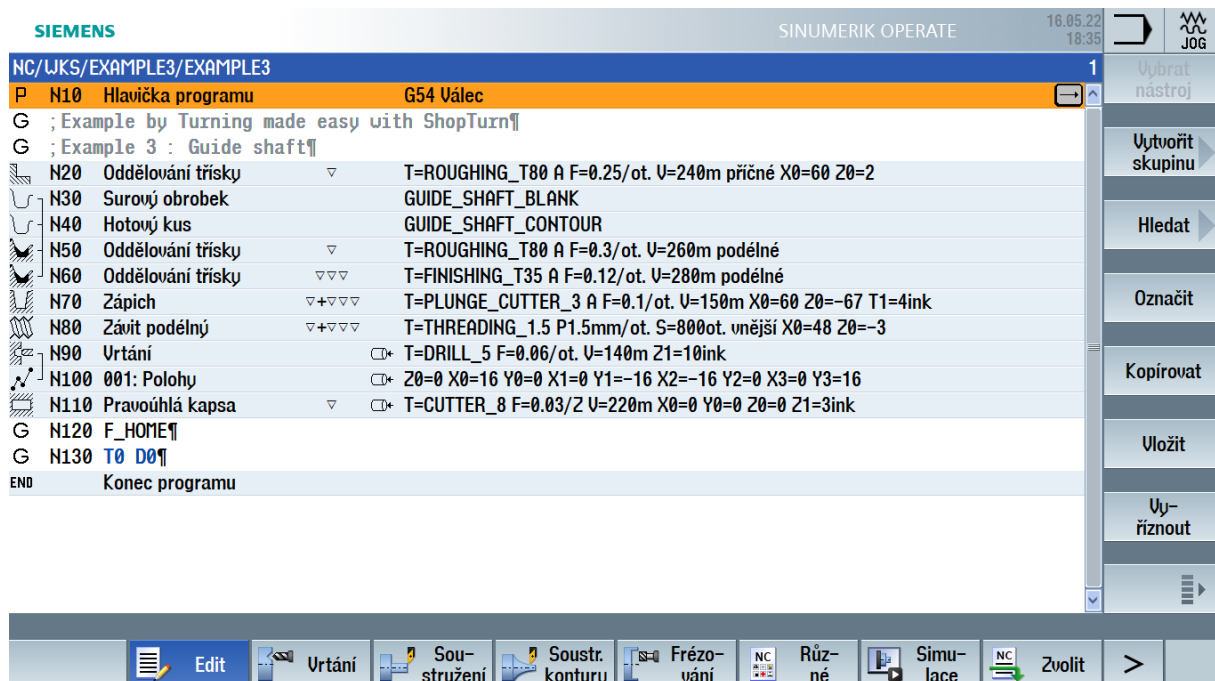 SIEMENS
SINUMERIK OPERATE
16.05.22
18:35
JOG
NC/WKS/EXAMPLE3/EXAMPLE3 1
P N10 Hlavička programu G54 Válec
G ;Example by Turning made easy with ShopTurn¶
G ;Example 3 : Guide shaft¶
N20 Oddělování třísky ▽ T=ROUGHING_T80 A F=0.25/ot. V=240m příčné X0=60 Z0=2
N30 Surový obrobek GUIDE_SHAFT_BLANK
N40 Hotový kus GUIDE_SHAFT_CONTOUR
N50 Oddělování třísky ▽ T=ROUGHING_T80 A F=0.3/ot. V=260m podélné
N60 Oddělování třísky ▽▽▽ T=FINISHING_T35 A F=0.12/ot. V=280m podélné
N70 Zápich ▽+▽▽▽ T=PLUNGE_CUTTER_3 A F=0.1/ot. V=150m X0=60 Z0=-67 T1=4ink
N80 Závit podélný ▽+▽▽▽ T=THREADING_1.5 P1.5mm/ot. S=800ot. vnější X0=48 Z0=-3
N90 Vrtání T=DRILL_5 F=0.06/ot. V=140m Z1=10ink
N100 001: Polohy Z0=0 X0=16 Y0=0 X1=0 Y1=-16 X2=-16 Y2=0 X3=0 Y3=16
N110 Pravoúhlá kapsa ▽ T=CUTTER_8 F=0.03/Z V=220m X0=0 Y0=0 Z0=0 Z1=3ink
G N120 F_HOME¶
G N130 T0 D0¶
END Konec programu
Vybrat
nástroj
Vytvořit
skupinu
Hledat
Označit
Kopírovat
Vložit
Vy-
říznout
Edit
Vrtání
Sou-
stružení
Soustr.
konturu
Frézo-
vání
NC
Růz-
né
Simu-
lace
NC
Zvolit
>